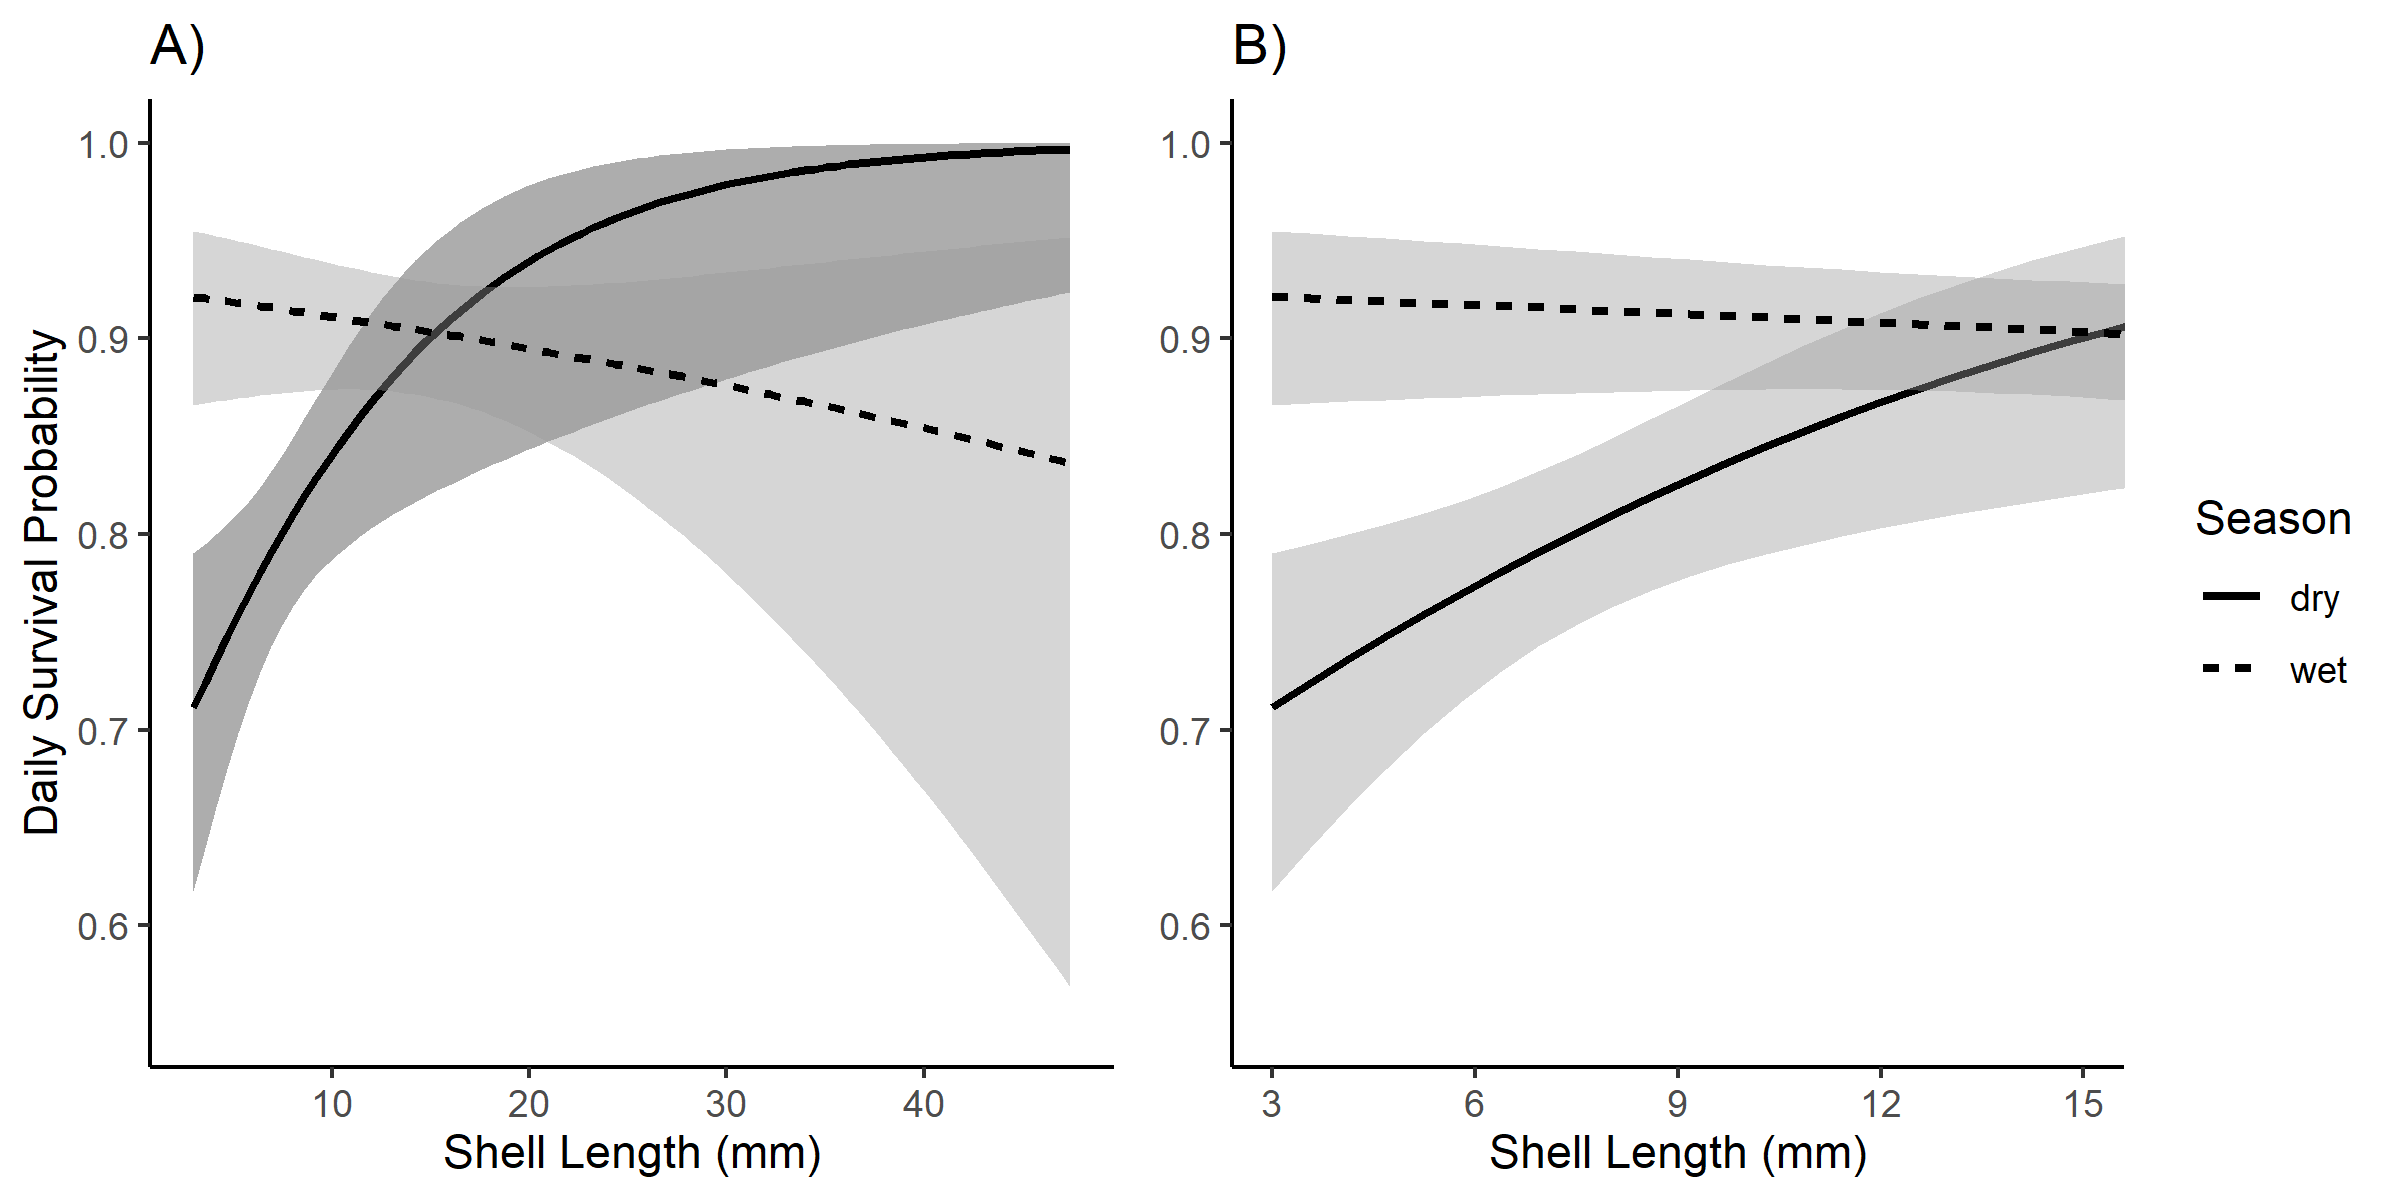 A)
B)
Daily Survival Probability
1.0
0.9
0.8
0.7
0.6
10 20 30 40
Shell Length (mm)
1.0
0.9
0.8
0.7
0.6
3 6 9 12 15
Shell Length (mm)
Season
dry
wet